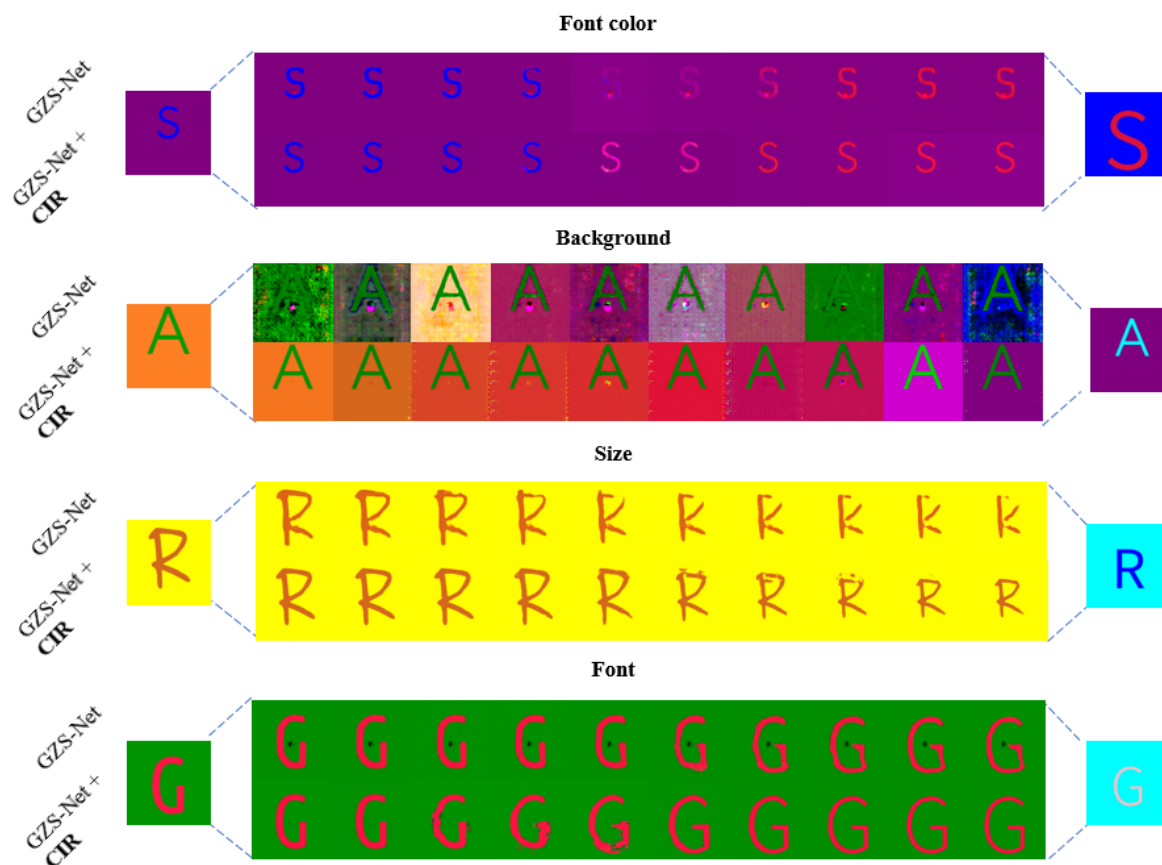 Font color
GZS-Net
S
S S S S S S S S S S
S
GZS-Net +
CIR
S S S S S S S S S S
Background
GZS-Net
A
A A A A A A A A A A
A
GZS-Net +
CIR
A A A A A A A A A A
Size
GZS-Net
R
R R R R R
R
GZS-Net +
CIR
R R R R R R R R R R
Font
GZS-Net
G
G G G G G G G G G G
G
GZS-Net +
CIR
G G G G G G G G G G